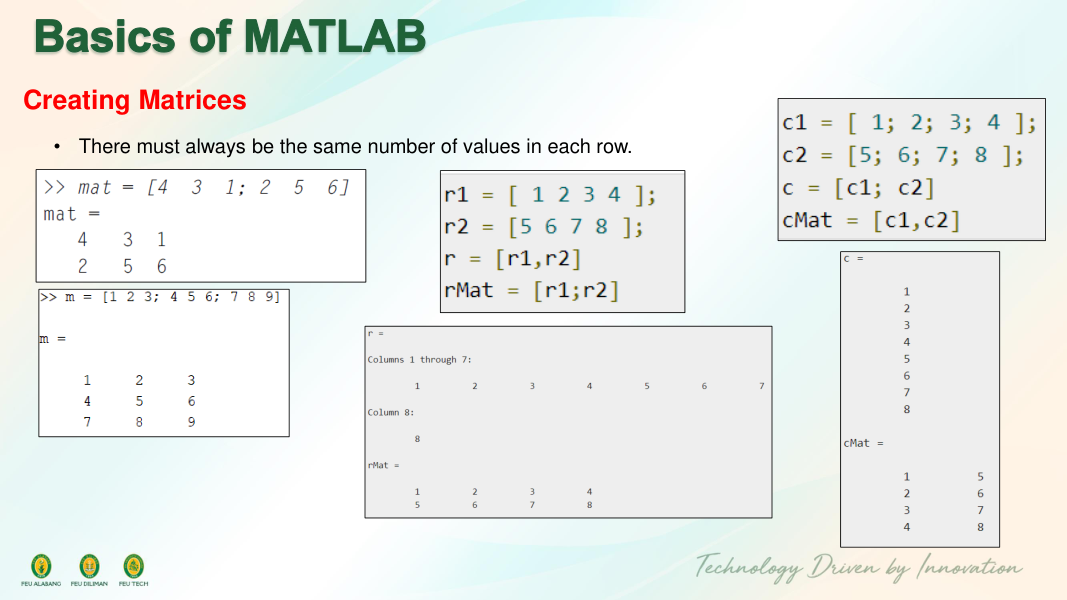 Basics of MATLAB
Creating Matrices
• There must always be the same number of values in each row.
>> mat = [4 3 1; 2 5 6]
mat =
4 3 1
2 5 6
>> m = [1 2 3; 4 5 6; 7 8 9]
m =
1 2 3
4 5 6
7 8 9
r1 = [ 1 2 3 4 ];
r2 = [5 6 7 8 ];
r = [r1,r2]
rMat = [r1;r2]
r =
Columns 1 through 7:
1 2 3 4 5 6 7
Column 8:
8
rMat =
1 2 3 4
5 6 7 8
c1 = [ 1; 2; 3; 4 ];
c2 = [5; 6; 7; 8 ];
c = [c1; c2]
cMat = [c1,c2]
c =
1
2
3
4
5
6
7
8
cMat =
1 5
2 6
3 7
4 8
FEU ALABANG FEU DILIMAN FEU TECH
Technology Driven by Innovation